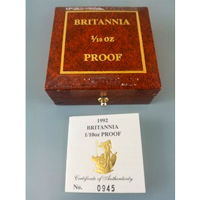 BRITANNIA
1/10 OZ
PROOF
1992
BRITANNIA
1/10oz PROOF
Certificate of Authenticity
No. 0945